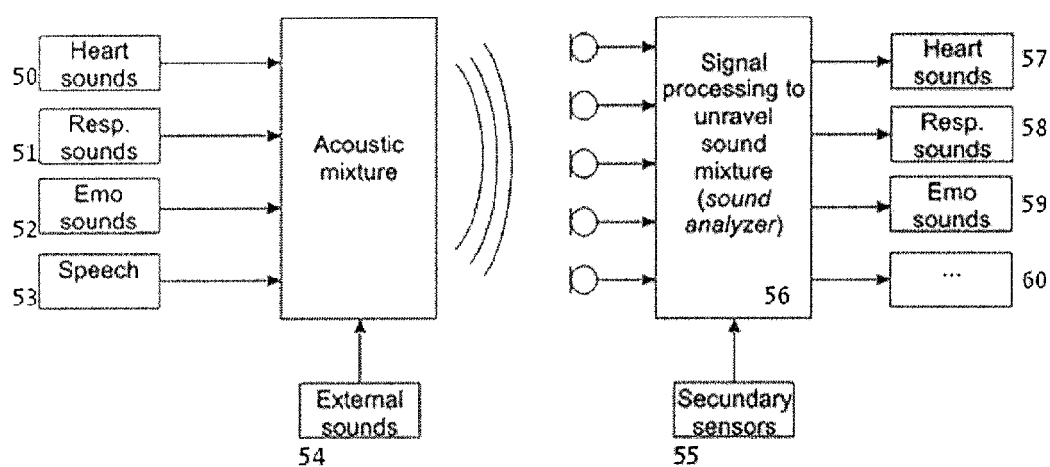 50
Heart
sounds
51
Resp.
sounds
52
Emo
sounds
53
Speech
Acoustic
mixture
External
sounds
54
Signal
processing to
unravel
sound
mixture
(sound
analyzer)
56
Secundary
sensors
55
Heart
sounds
57
Resp.
sounds
58
Emo
sounds
59
...
60